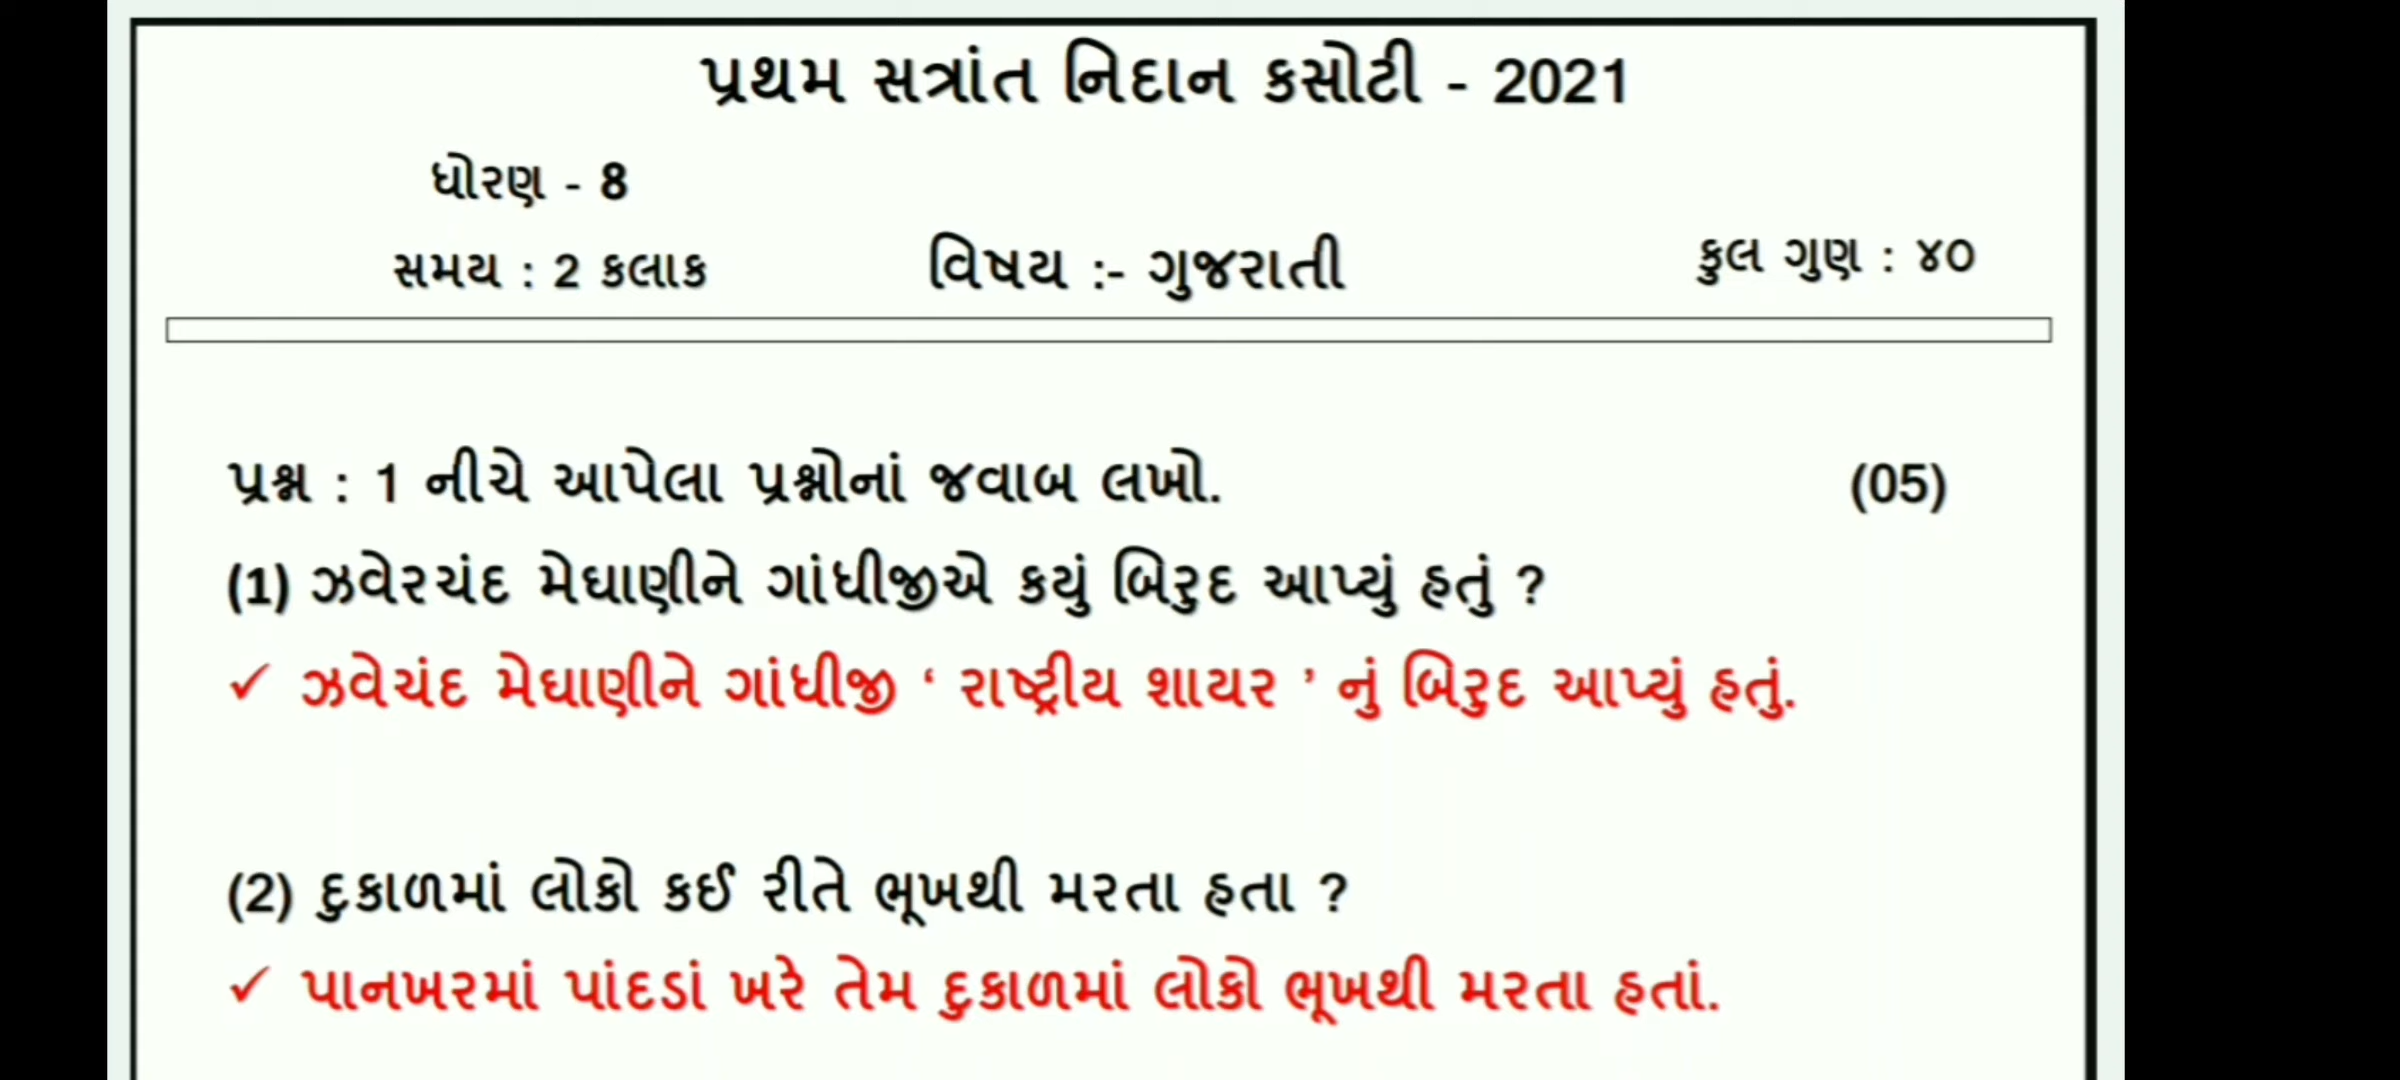 પ્રથમ સત્રાંત નિદાન કસોટી - 2021
ધોરણ - 8
સમય : 2 કલાક વિષય :- ગુજરાતી કુલ ગુણ : ૪૦
પ્રશ્ન : 1 નીચે આપેલા પ્રશ્નોનાં જવાબ લખો. (05)
(1) ઝવેરચંદ મેઘાણીને ગાંધીજીએ કયું બિરુદ આપ્યું હતું ?
✓ ઝવેચંદ મેઘાણીને ગાંધીજી ‘ રાષ્ટ્રીય શાયર ’ નું બિરુદ આપ્યું હતું.
(2) દુકાળમાં લોકો કઈ રીતે ભૂખથી મરતા હતા ?
✓ પાનખરમાં પાંદડાં ખરે તેમ દુકાળમાં લોકો ભૂખથી મરતા હતાં.